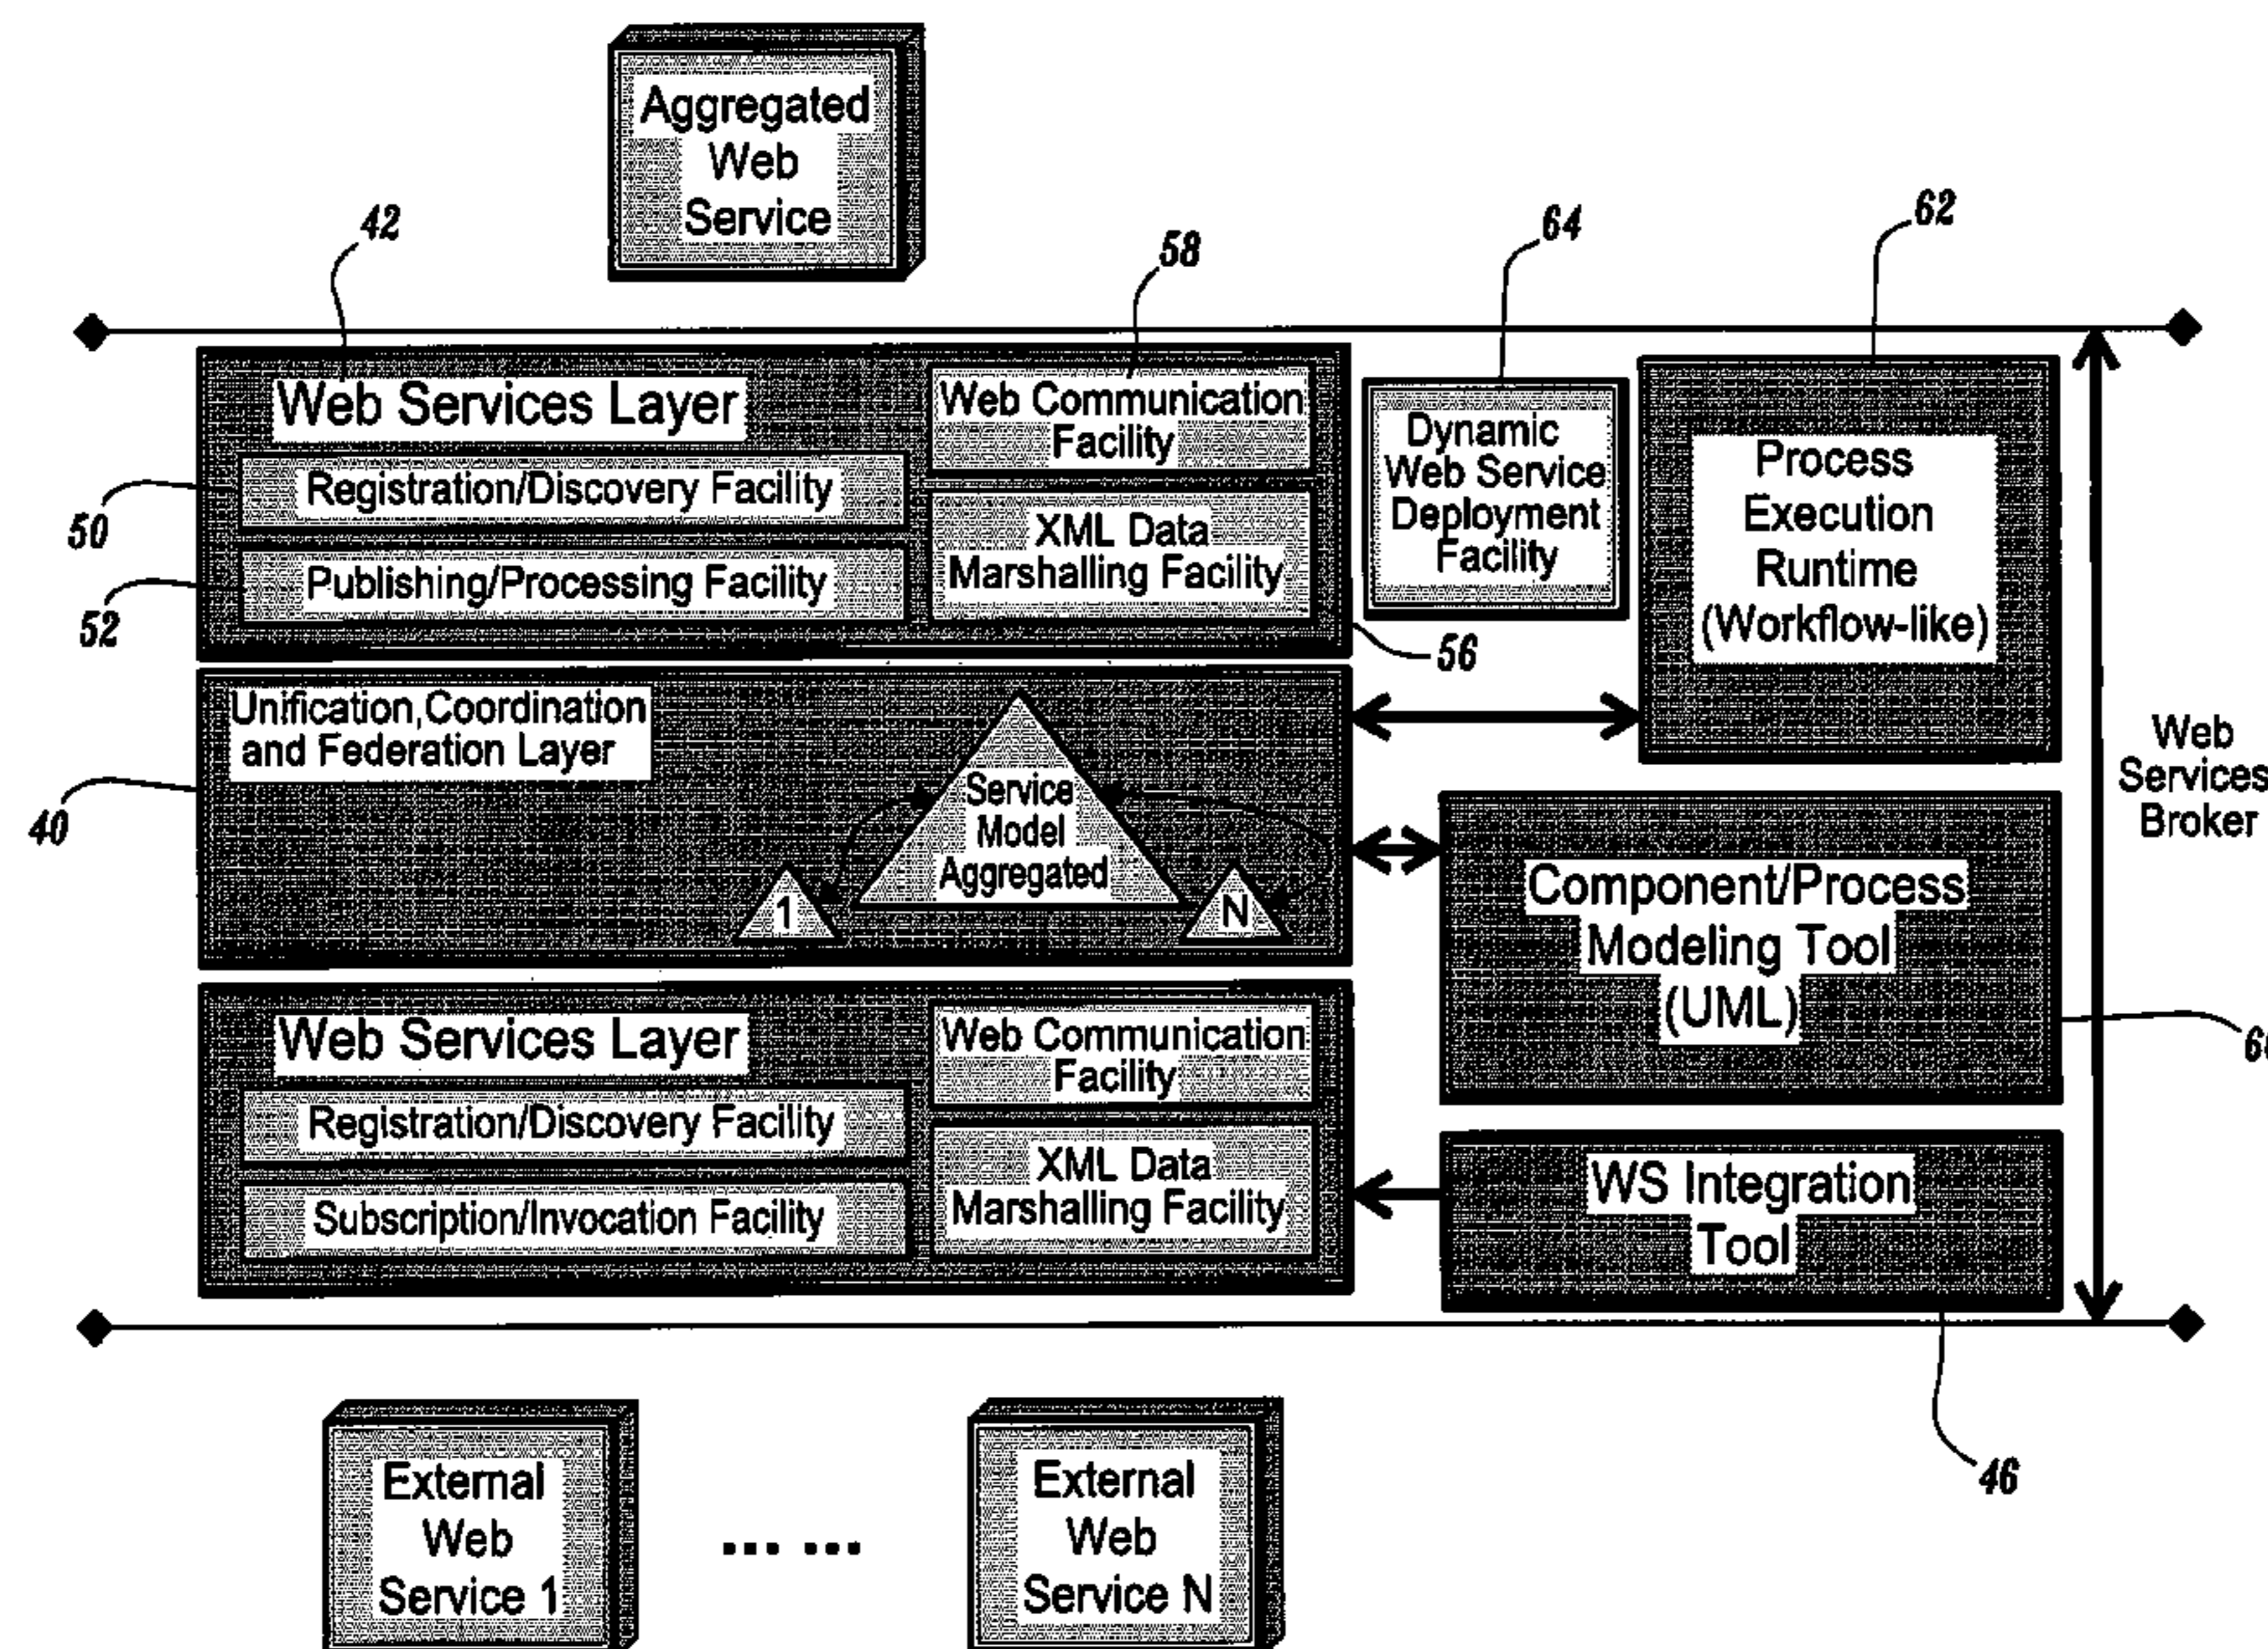 Aggregated
Web
Service
42
58
64
62
Web Services Layer
Web Communication
Facility
Registration/Discovery Facility
XML Data
Marshalling Facility
Publishing/Processing Facility
50
52
56
Dynamic
Web Service
Deployment
Facility
Process
Execution
Runtime
(Workflow-like)
Unification, Coordination
and Federation Layer
40
Service
Model
Aggregated
1
N
Web
Services
Broker
Component/Process
Modeling Tool
(UML)
Web Services Layer
Web Communication
Facility
Registration/Discovery Facility
XML Data
Marshalling Facility
Subscription/Invocation Facility
WS Integration
Tool
46
External
Web
Service 1
... ...
External
Web
Service N